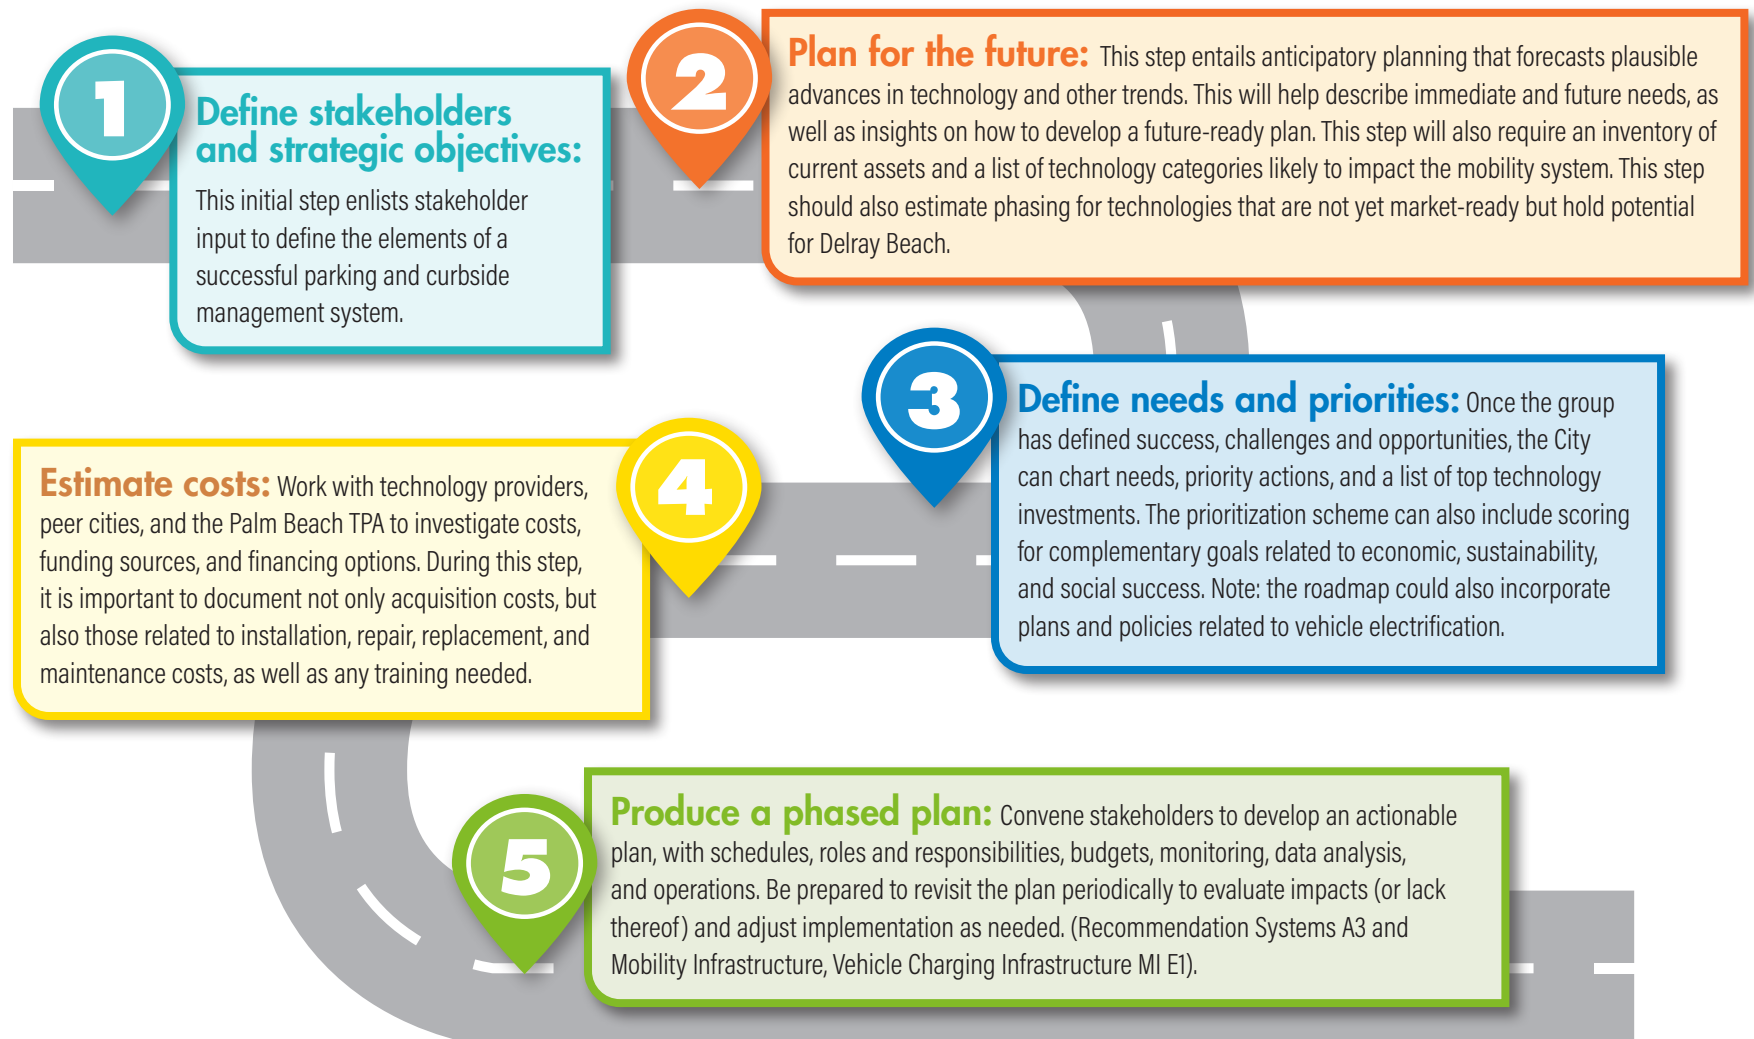 1
Define stakeholders
and strategic objectives:
This initial step enlists stakeholder
input to define the elements of a
successful parking and curbside
management system.
2
Plan for the future: This step entails anticipatory planning that forecasts plausible
advances in technology and other trends. This will help describe immediate and future needs, as
well as insights on how to develop a future-ready plan. This step will also require an inventory of
current assets and a list of technology categories likely to impact the mobility system. This step
should also estimate phasing for technologies that are not yet market-ready but hold potential
for Delray Beach.
3
Define needs and priorities: Once the group
has defined success, challenges and opportunities, the City
can chart needs, priority actions, and a list of top technology
investments. The prioritization scheme can also include scoring
for complementary goals related to economic, sustainability,
and social success. Note: the roadmap could also incorporate
plans and policies related to vehicle electrification.
4
Estimate costs: Work with technology providers,
peer cities, and the Palm Beach TPA to investigate costs,
funding sources, and financing options. During this step,
it is important to document not only acquisition costs, but
also those related to installation, repair, replacement, and
maintenance costs, as well as any training needed.
5
Produce a phased plan: Convene stakeholders to develop an actionable
plan, with schedules, roles and responsibilities, budgets, monitoring, data analysis,
and operations. Be prepared to revisit the plan periodically to evaluate impacts (or lack
thereof) and adjust implementation as needed. (Recommendation Systems A3 and
Mobility Infrastructure, Vehicle Charging Infrastructure MI E1).